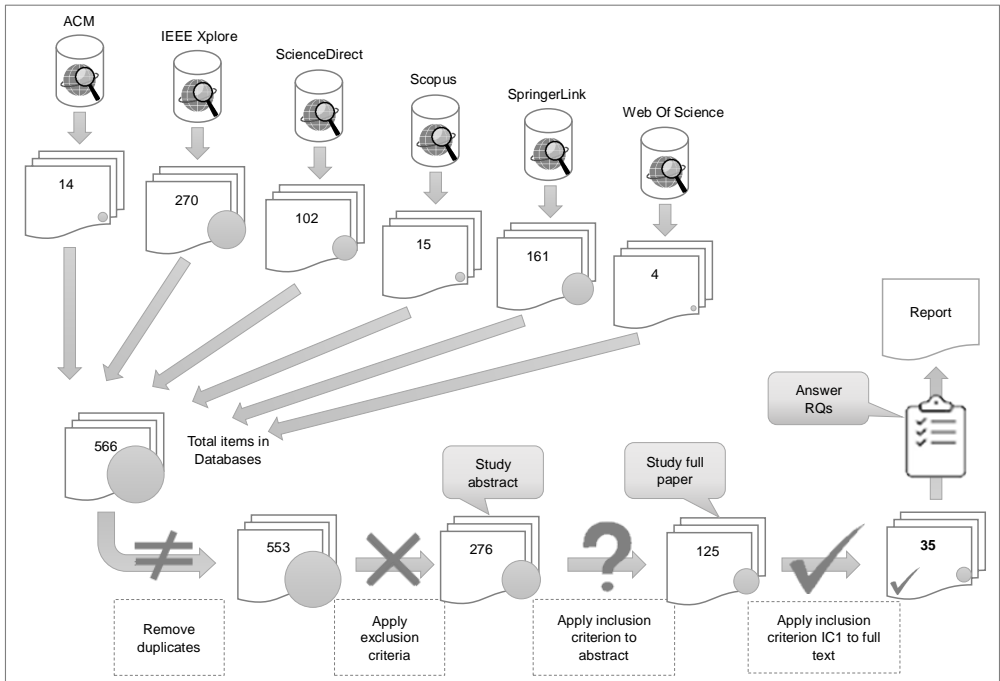 ACM
IEEE Xplore
ScienceDirect
Scopus
SpringerLink
Web Of Science
14
270
102
15
161
4
Report
Answer
RQs
566
Total items in
Databases
Study
abstract
Study full
paper
553
276
125
35
Remove
duplicates
Apply
exclusion
criteria
Apply inclusion
criterion to
abstract
Apply inclusion
criterion IC1 to full
text